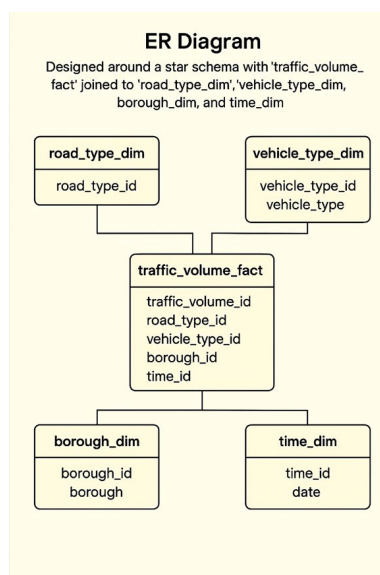 ER Diagram
Designed around a star schema with 'traffic_volume_
fact' joined to 'road_type_dim','vehicle_type_dim,
borough_dim, and time_dim
road_type_dim
road_type_id
vehicle_type_dim
vehicle_type_id
vehicle_type
traffic_volume_fact
traffic_volume_id
road_type_id
vehicle_type_id
borough_id
time_id
borough_dim
borough_id
borough
time_dim
time_id
date